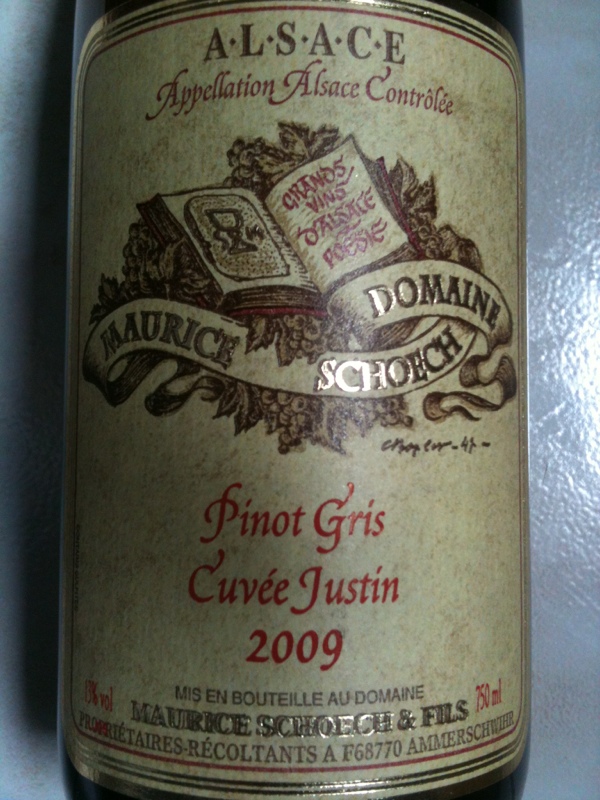 A·L·S·A·C·E
Appellation Alsace Contrôlée
GRANDS
VINS
D'ALSACE
POÉSIE
DOMAINE
MAURICE SCHOECH
Pinot Gris
Cuvée Justin
2009
13% vol
MIS EN BOUTEILLE AU DOMAINE
750 ml
MAURICE SCHOECH & FILS
PROPRIÉTAIRES-RÉCOLTANTS A F68770 AMMERSCHWIHR